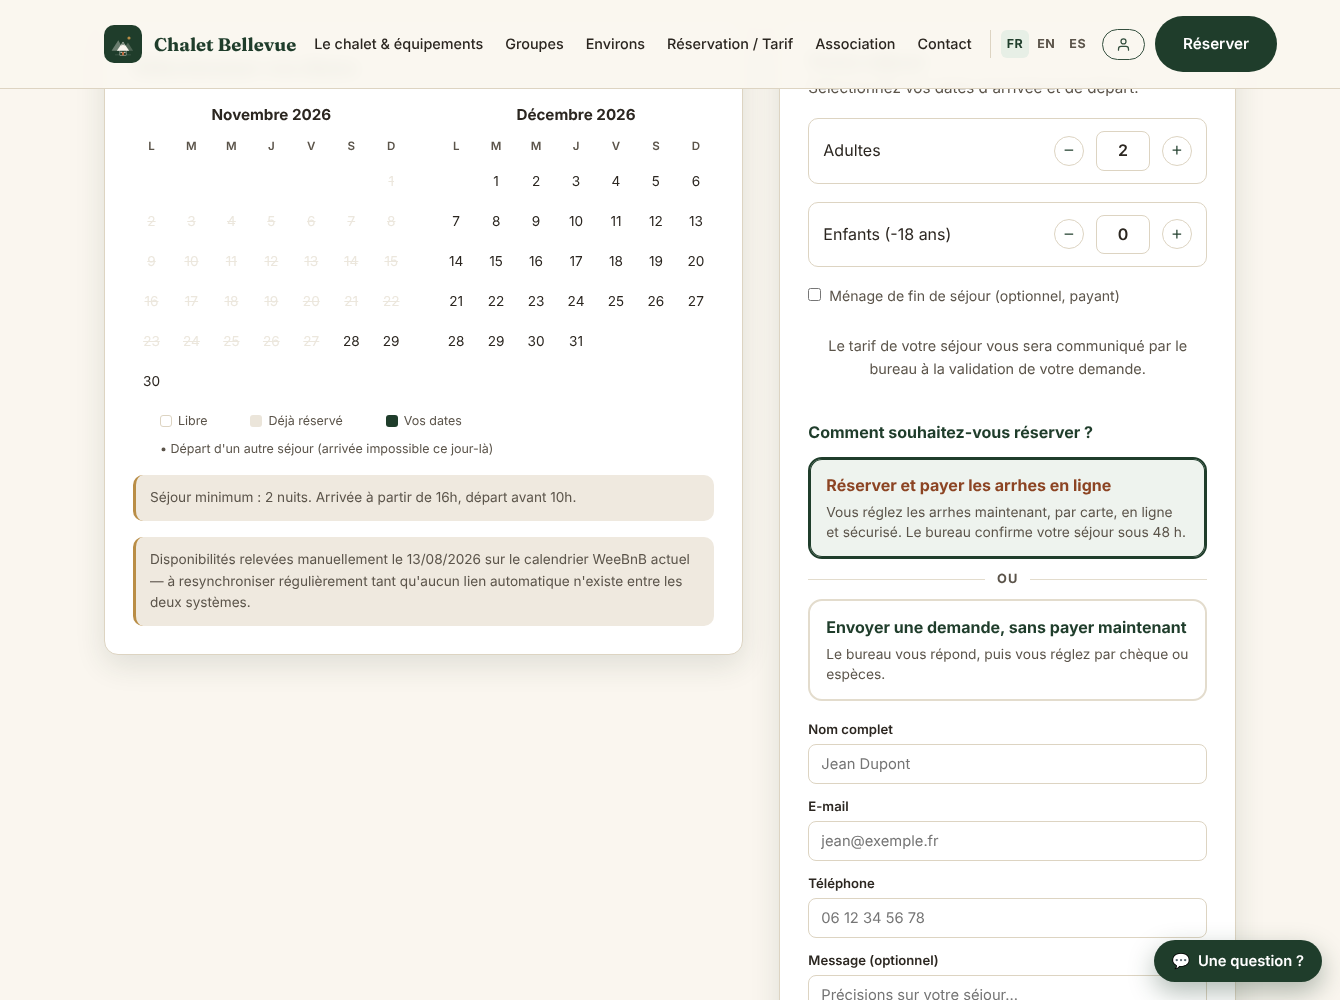 Chalet Bellevue
Le chalet & équipements
Groupes
Environs
Réservation / Tarif
Association
Contact
FR
EN
ES
Réserver
Novembre 2026
L M M J V S D
1
2 3 4 5 6 7 8
9 10 11 12 13 14 15
16 17 18 19 20 21 22
23 24 25 26 27 28 29
30
Décembre 2026
L M M J V S D
1 2 3 4 5 6
7 8 9 10 11 12 13
14 15 16 17 18 19 20
21 22 23 24 25 26 27
28 29 30 31
Libre
Déjà réservé
Vos dates
• Départ d'un autre séjour (arrivée impossible ce jour-là)
Séjour minimum : 2 nuits. Arrivée à partir de 16h, départ avant 10h.
Disponibilités relevées manuellement le 13/08/2026 sur le calendrier WeeBnB actuel
— à resynchroniser régulièrement tant qu'aucun lien automatique n'existe entre les
deux systèmes.
Sélectionnez vos dates d'arrivée et de départ.
Adultes
− 2 +
Enfants (-18 ans)
− 0 +
Ménage de fin de séjour (optionnel, payant)
Le tarif de votre séjour vous sera communiqué par le
bureau à la validation de votre demande.
Comment souhaitez-vous réserver ?
Réserver et payer les arrhes en ligne
Vous réglez les arrhes maintenant, par carte, en ligne
et sécurisé. Le bureau confirme votre séjour sous 48 h.
OU
Envoyer une demande, sans payer maintenant
Le bureau vous répond, puis vous réglez par chèque ou
espèces.
Nom complet
Jean Dupont
E-mail
jean@exemple.fr
Téléphone
06 12 34 56 78
Message (optionnel)
Précisions sur votre séjour...
Une question ?